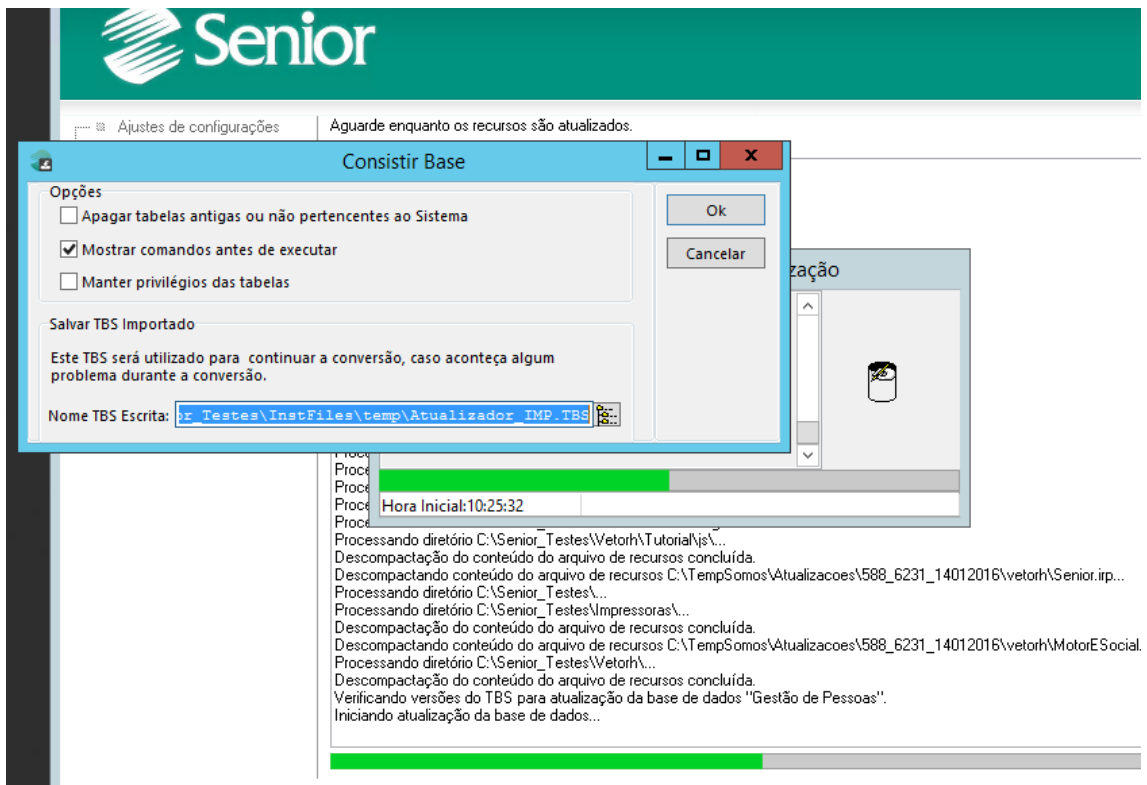 Senior
Ajustes de configurações
Aguarde enquanto os recursos são atualizados.
Consistir Base
Opções
Apagar tabelas antigas ou não pertencentes ao Sistema
Mostrar comandos antes de executar
Manter privilégios das tabelas
Ok
Cancelar
Salvar TBS Importado
Este TBS será utilizado para continuar a conversão, caso aconteça algum
problema durante a conversão.
Nome TBS Escrita: or_Testes\InstFiles\temp\Atualizador_IMP.TBS
zação
Proce
Proce
Proce
Proce
Hora Inicial:10:25:32
Processando diretório C:\Senior_Testes\Vetorh\Tutorial\js\...
Descompactação do conteúdo do arquivo de recursos concluída.
Descompactando conteúdo do arquivo de recursos C:\TempSomos\Atualizacoes\588_6231_14012016\vetorh\Senior.irp...
Processando diretório C:\Senior_Testes\...
Processando diretório C:\Senior_Testes\Impressoras\...
Descompactação do conteúdo do arquivo de recursos concluída.
Descompactando conteúdo do arquivo de recursos C:\TempSomos\Atualizacoes\588_6231_14012016\vetorh\MotorESocial.
Processando diretório C:\Senior_Testes\Vetorh\...
Descompactação do conteúdo do arquivo de recursos concluída.
Verificando versões do TBS para atualização da base de dados "Gestão de Pessoas".
Iniciando atualização da base de dados...